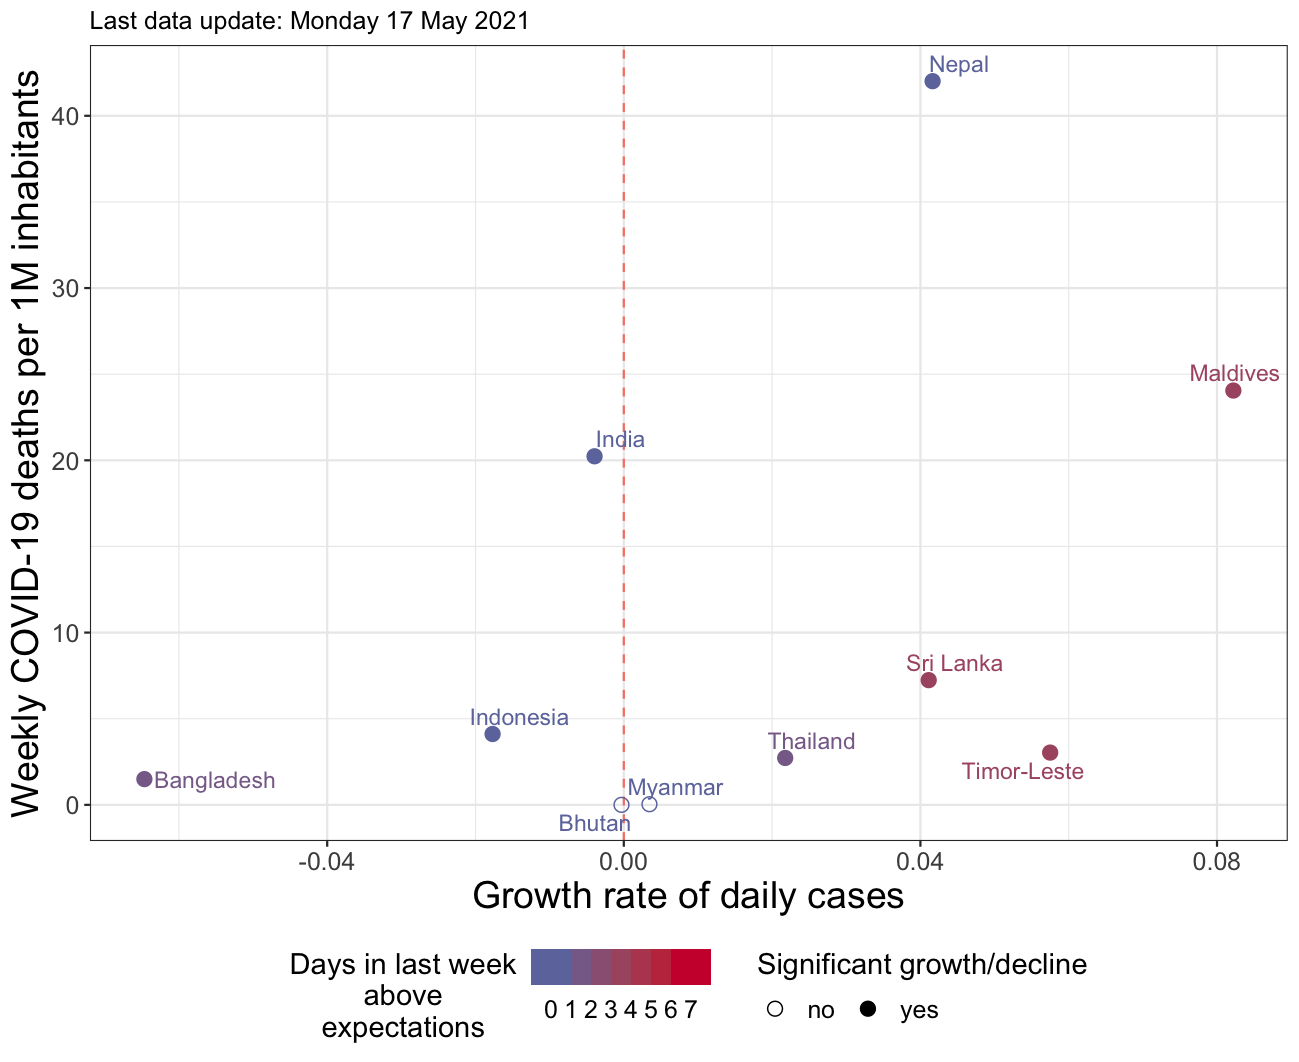 Last data update: Monday 17 May 2021
Weekly COVID-19 deaths per 1M inhabitants
40
30
20
10
0
Nepal
Maldives
India
Sri Lanka
Indonesia
Thailand
Timor-Leste
Bangladesh
Myanmar
Bhutan
-0.04 0.00 0.04 0.08
Growth rate of daily cases
Days in last week
above
expectations
0 1 2 3 4 5 6 7
Significant growth/decline
no yes